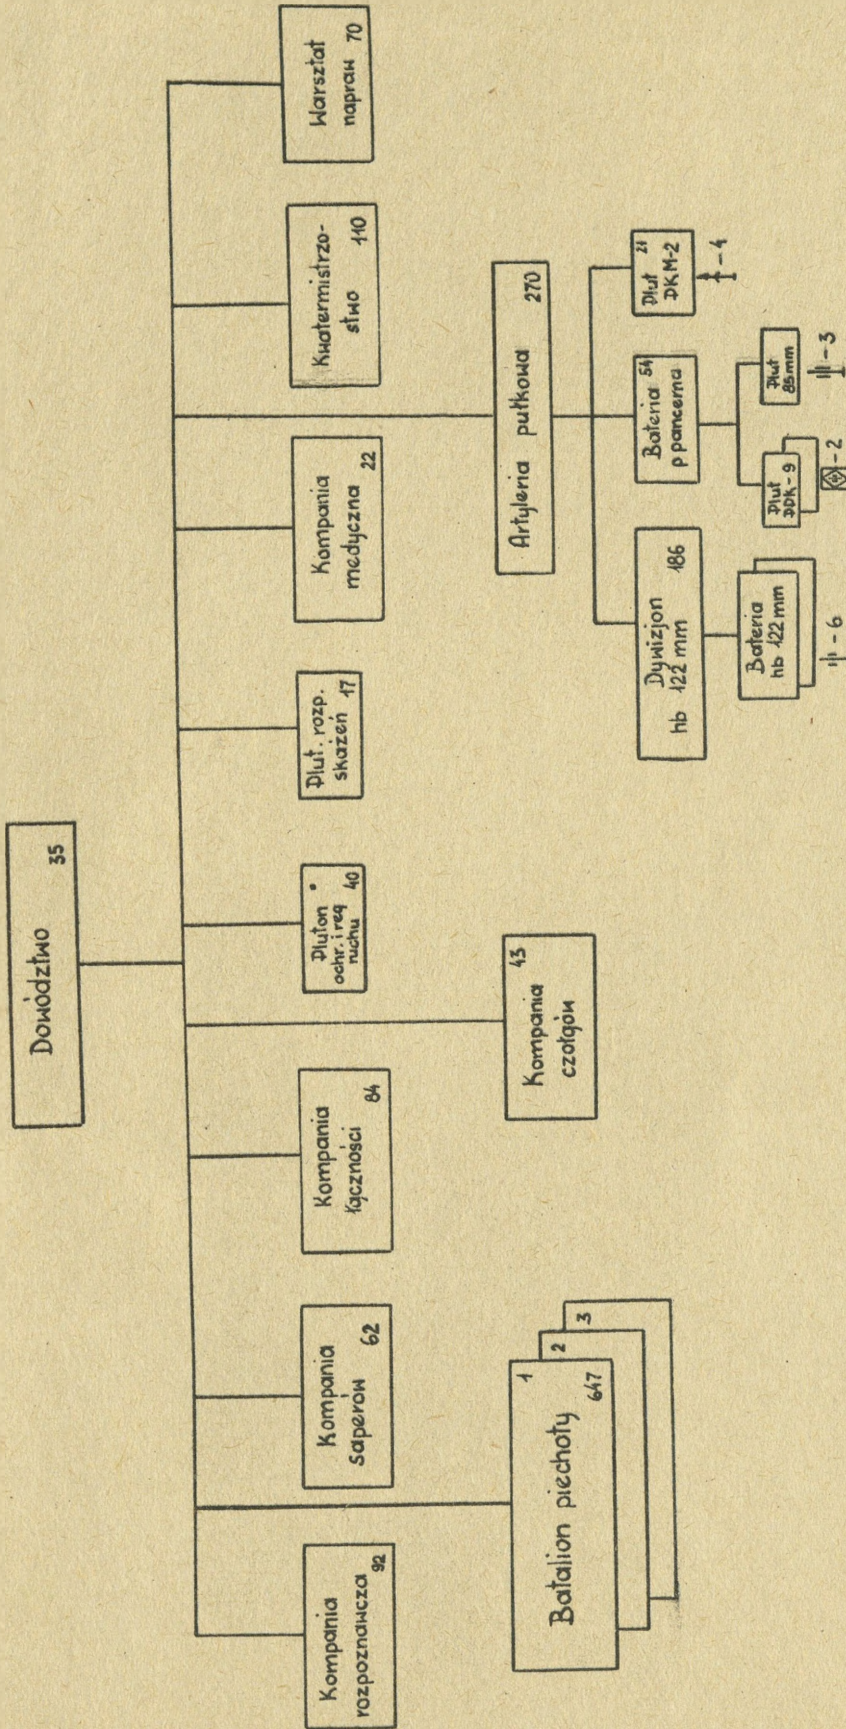 Dowództwo
35
Kompania
rozpoznawcza
92
Kompania
saperów 62
Kompania
łączności 84
Pluton
ochr. i reg
ruchu 40
Plut. rozp.
skażeń 17
Kompania
medyczna 22
Kwatermistrzo-
stwo 110
Warsztat
napraw 70
Batalion piechoty
1
647
2
3
Kompania
czołgów
43
Artyleria pułkowa 270
Dywizjon
hb 122 mm 186
Bateria 54
p pancerna
Plut 21
DKM-2
- 4
Bateria
hb 122 mm
- 6
Plut
DDK-9
- 2
Plut
85mm
- 3